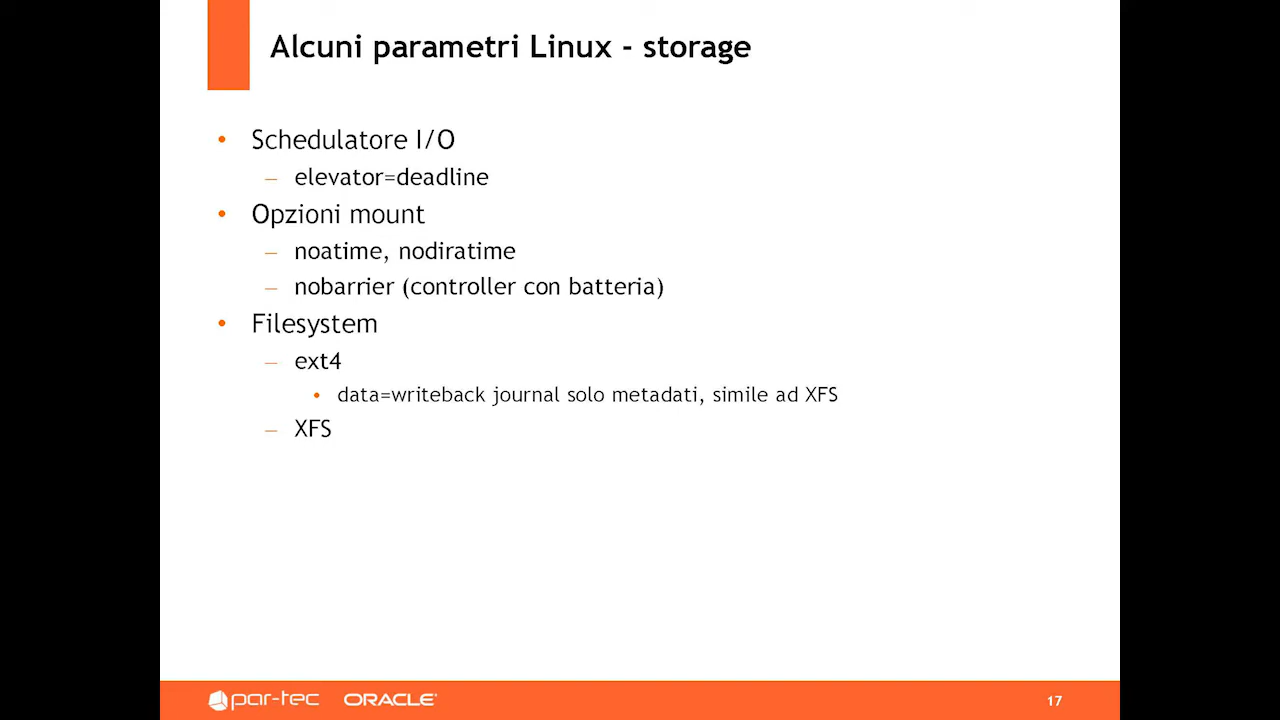 Alcuni parametri Linux - storage
• Schedulatore I/O
– elevator=deadline
• Opzioni mount
– noatime, nodiratime
– nobarrier (controller con batteria)
• Filesystem
– ext4
• data=writeback journal solo metadati, simile ad XFS
– XFS
par-tec ORACLE 17